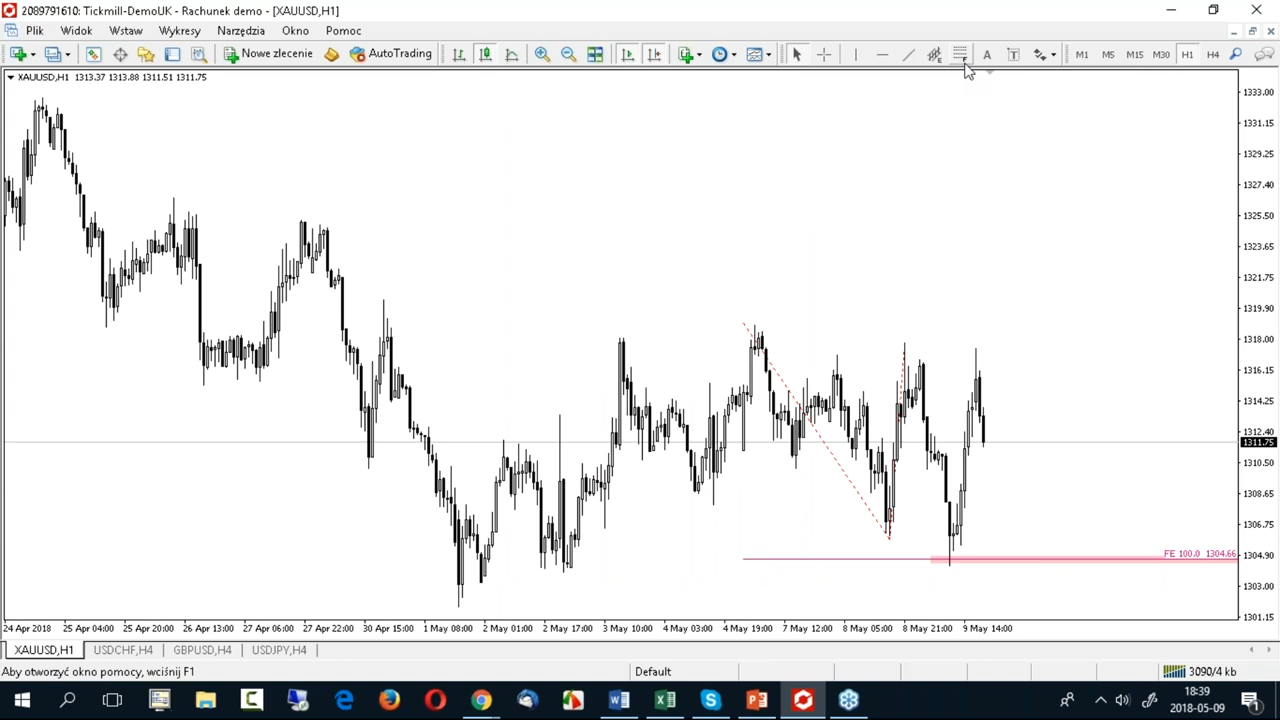 2089791610: Tickmill-DemoUK - Rachunek demo - [XAUUSD,H1]
Plik Widok Wstaw Wykresy Narzędzia Okno Pomoc
Nowe zlecenie AutoTrading A T M1 M5 M15 M30 H1 H4
XAUUSD,H1 1313.37 1313.88 1311.51 1311.75
1333.00
1331.15
1329.25
1327.40
1325.50
1323.65
1321.75
1319.90
1318.00
1316.15
1314.25
1312.40
1311.75
1310.50
1308.65
1306.75
FE 100.0 1304.66
1304.90
1303.00
1301.15
24 Apr 2018 25 Apr 04:00 25 Apr 20:00 26 Apr 13:00 27 Apr 06:00 27 Apr 22:00 30 Apr 15:00 1 May 08:00 2 May 01:00 2 May 17:00 3 May 10:00 4 May 03:00 4 May 19:00 7 May 12:00 8 May 05:00 8 May 21:00 9 May 14:00
XAUUSD,H1 USDCHF,H4 GBPUSD,H4 USDJPY,H4
Aby otworzyć okno pomocy, wciśnij F1 Default 3090/4 kb
18:39
2018-05-09